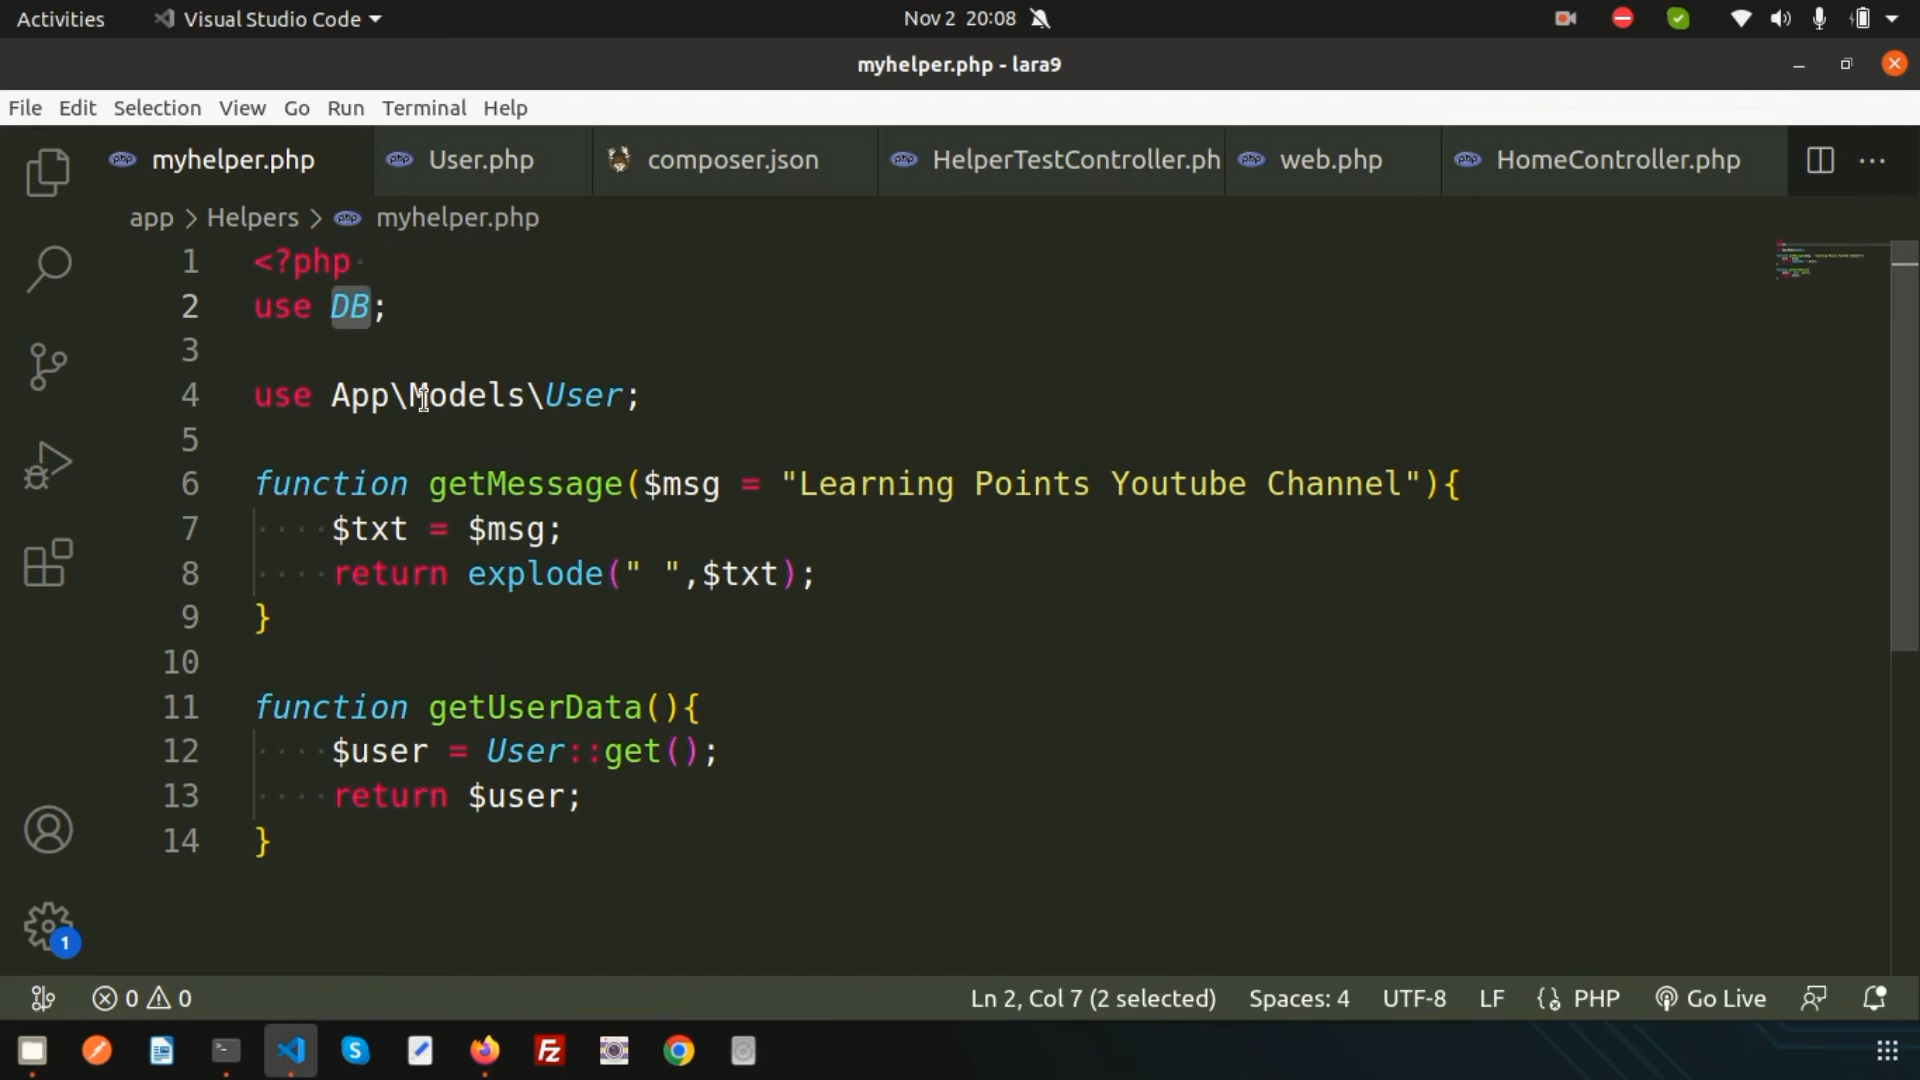 Activities Visual Studio Code Nov 2 20:08
myhelper.php - lara9
File Edit Selection View Go Run Terminal Help
myhelper.php User.php composer.json HelperTestController.ph web.php HomeController.php
app > Helpers > myhelper.php
1 <?php
2 use DB;
3
4 use App\Models\User;
5
6 function getMessage($msg = "Learning Points Youtube Channel"){
7 $txt = $msg;
8 return explode(" ",$txt);
9 }
10
11 function getUserData(){
12 $user = User::get();
13 return $user;
14 }
1
0 0 Ln 2, Col 7 (2 selected) Spaces: 4 UTF-8 LF PHP Go Live